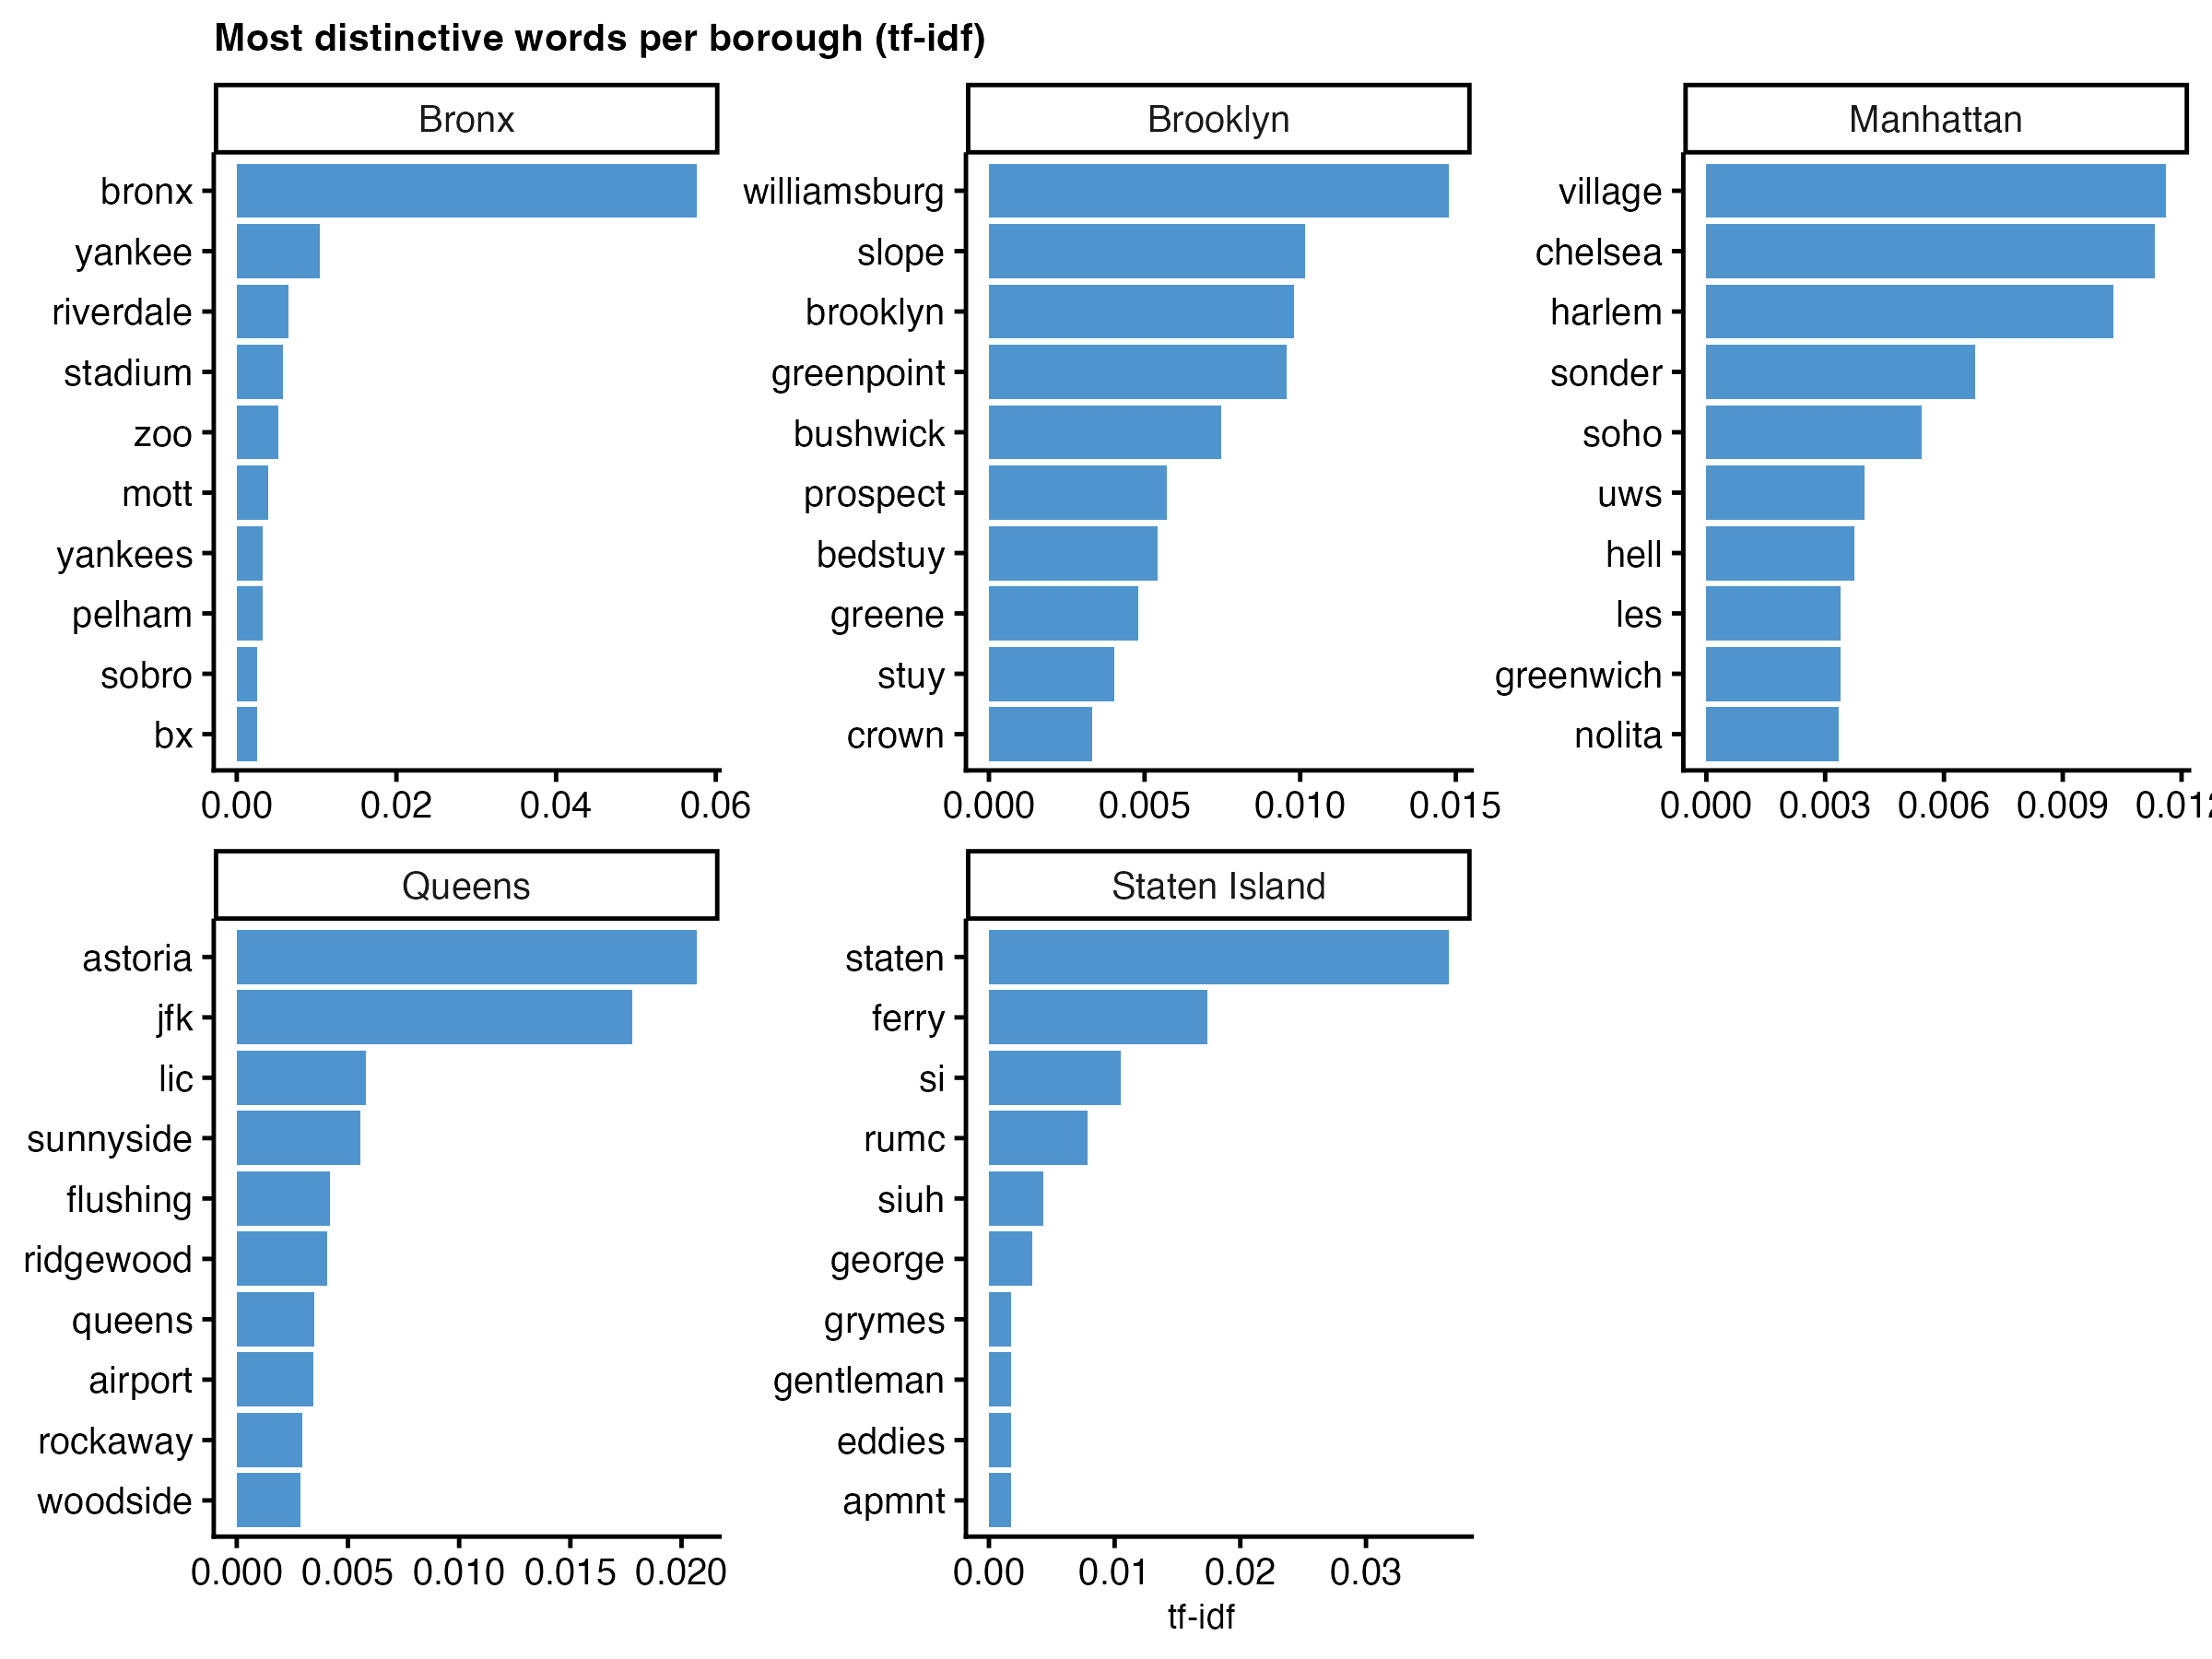 Most distinctive words per borough (tf-idf)
Bronx
bronx
yankee
riverdale
stadium
zoo
mott
yankees
pelham
sobro
bx
0.00 0.02 0.04 0.06
Brooklyn
williamsburg
slope
brooklyn
greenpoint
bushwick
prospect
bedstuy
greene
stuy
crown
0.000 0.005 0.010 0.015
Manhattan
village
chelsea
harlem
sonder
soho
uws
hell
les
greenwich
nolita
0.000 0.003 0.006 0.009 0.012
Queens
astoria
jfk
lic
sunnyside
flushing
ridgewood
queens
airport
rockaway
woodside
0.000 0.005 0.010 0.015 0.020
Staten Island
staten
ferry
si
rumc
siuh
george
grymes
gentleman
eddies
apmnt
0.00 0.01 0.02 0.03
tf-idf